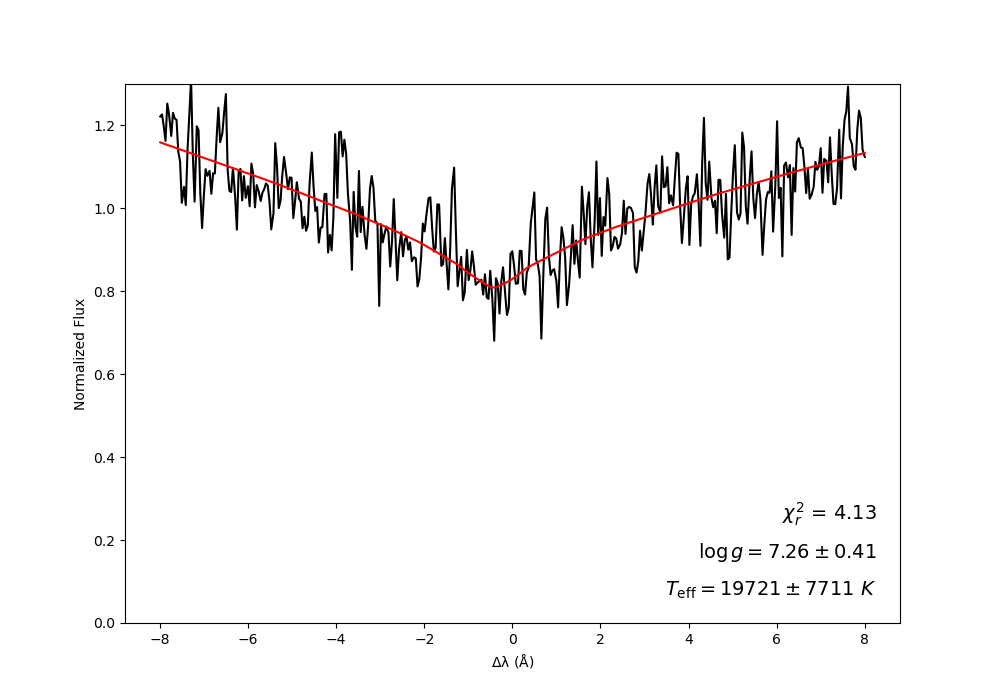 1.2
1.0
0.8
0.6
0.4
0.2
0.0
Normalized Flux
χ²ᵣ = 4.13
log g = 7.26 ± 0.41
T_eff = 19721 ± 7711 K
−8 −6 −4 −2 0 2 4 6 8
Δλ (Å)